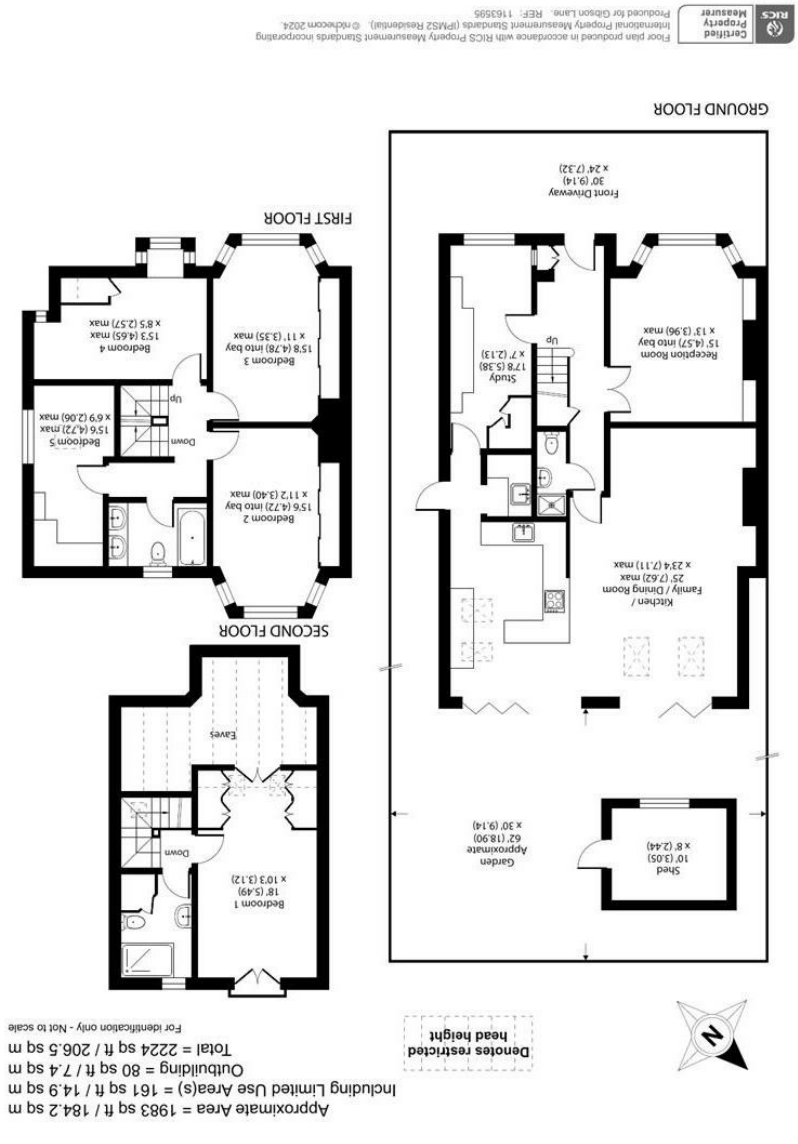 Approximate Area = 1983 sq ft / 184.2 sq m
Including Limited Use Area(s) = 161 sq ft / 14.9 sq m
Outbuilding = 80 sq ft / 7.4 sq m
Total = 2224 sq ft / 206.5 sq m
For identification only - Not to scale
Denotes restricted
head height
N
Shed
10' (3.05)
x 8' (2.44)
Garden
62' (18.90) Approximate
x 30' (9.14)
Kitchen /
Family / Dining Room
25' (7.62) max
x 23'4 (7.11) max
Study
17'8 (5.38)
x 7' (2.13)
Up
Reception Room
15' (4.57) into bay
x 13' (3.96) max
Front Driveway
30' (9.14)
x 24' (7.32)
GROUND FLOOR
Bedroom 1
18' (5.49)
x 10'3 (3.12)
Down
Eaves
SECOND FLOOR
Bedroom 2
15'6 (4.72) into bay
x 11'2 (3.40) max
Bedroom 5
15'6 (4.72) max
x 6'9 (2.06) max
Down
Up
Bedroom 3
15'8 (4.78) into bay
x 11' (3.35) max
Bedroom 4
15'3 (4.65) max
x 8'5 (2.57) max
FIRST FLOOR
RICS
Certified
Property
Measurer
Floor plan produced in accordance with RICS Property Measurement Standards incorporating
International Property Measurement Standards (IPMS2 Residential). © nichecom 2024.
Produced for Gibson Lane. REF: 1163595